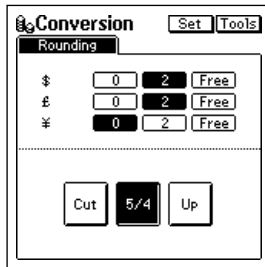 Conversion Set Tools
Rounding
$ 0 2 Free
£ 0 2 Free
¥ 0 2 Free
Cut 5/4 Up